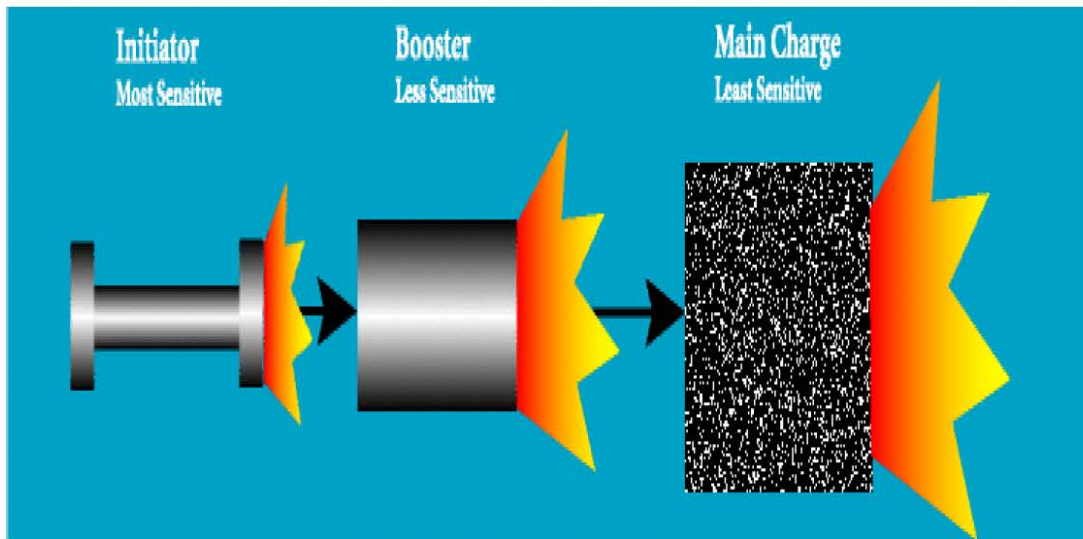 Initiator
Most Sensitive
Booster
Less Sensitive
Main Charge
Least Sensitive